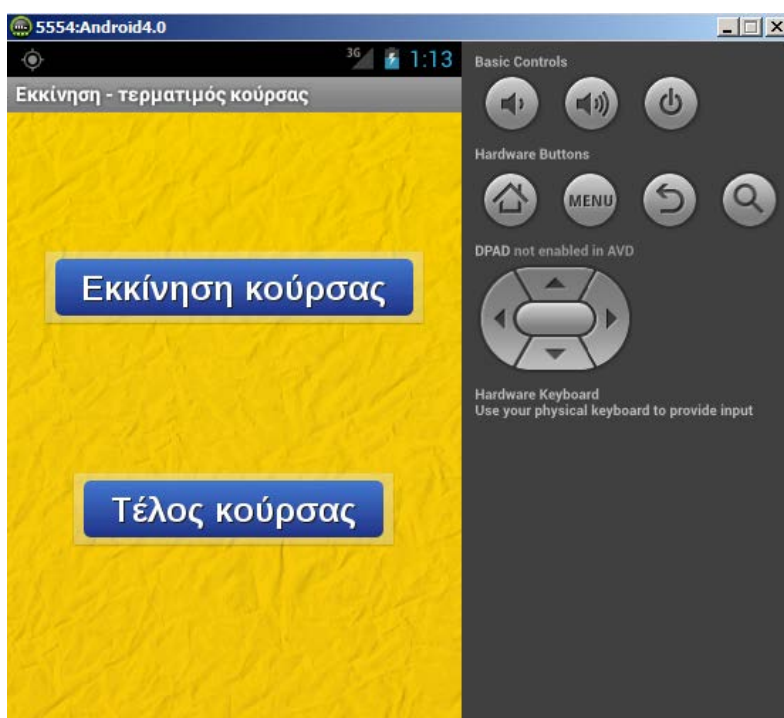 5554:Android4.0
3G 1:13
Εκκίνηση - τερματιμός κούρσας
Εκκίνηση κούρσας
Τέλος κούρσας
Basic Controls
Hardware Buttons
MENU
DPAD not enabled in AVD
Hardware Keyboard
Use your physical keyboard to provide input